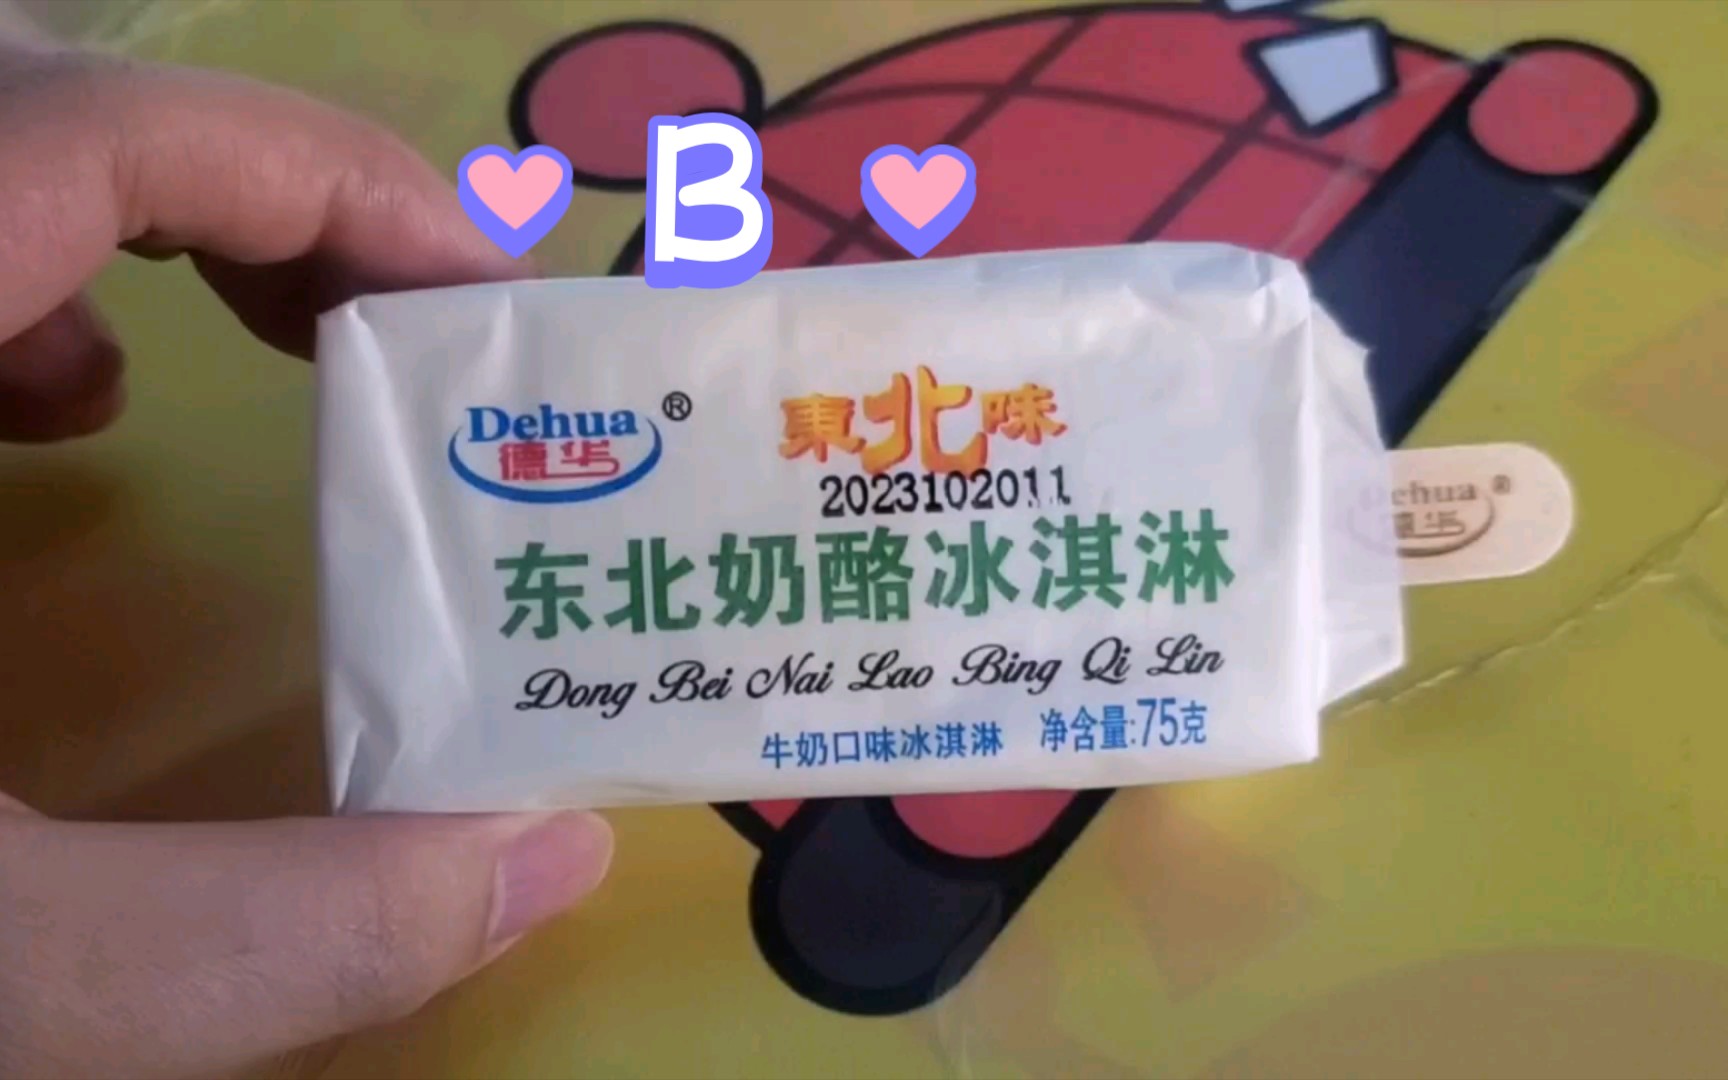 B
Dehua®
德华
東北味
2023102011
东北奶酪冰淇淋
Dong Bei Nai Lao Bing Qi Lin
牛奶口味冰淇淋 净含量:75克
Dehua®
德华